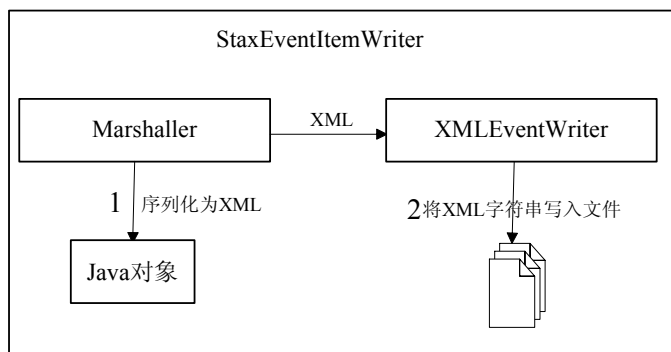 StaxEventItemWriter
Marshaller
XML
XMLEventWriter
1 序列化为XML
2将XML字符串写入文件
Java对象